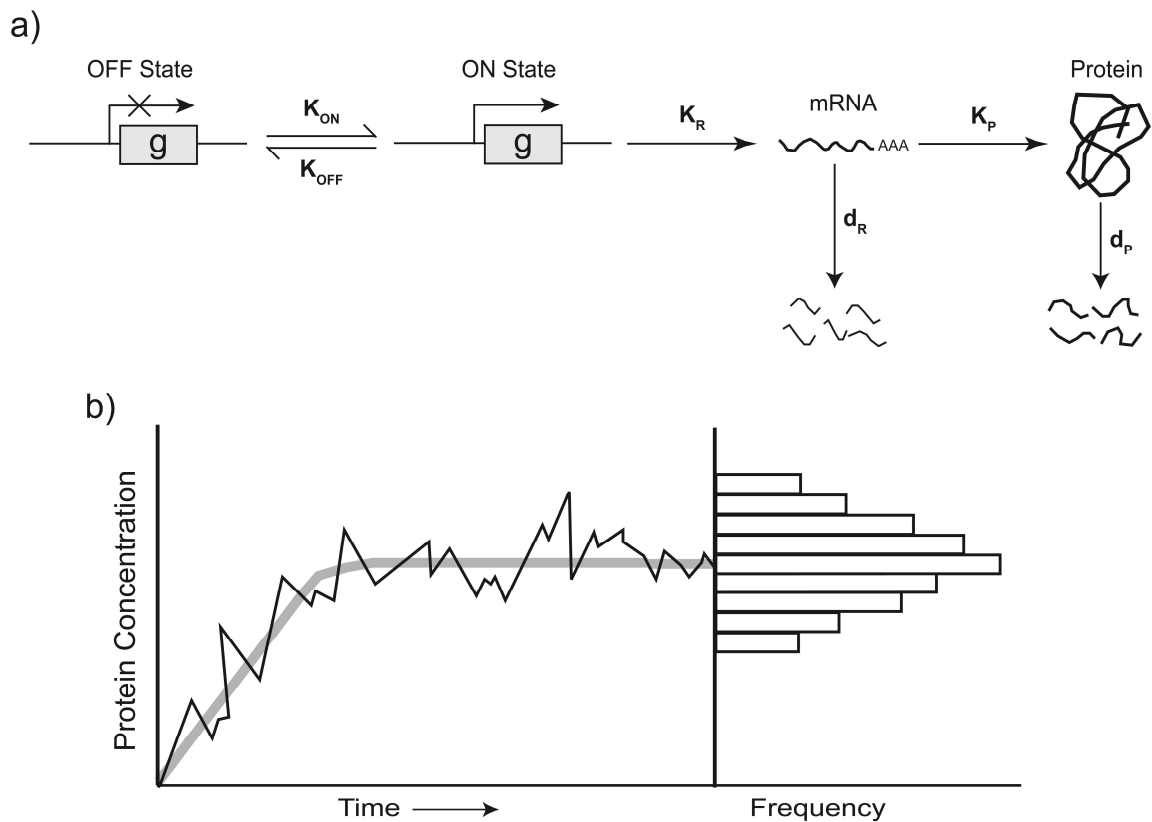 a)
OFF State
ON State
Protein
mRNA
K_ON
K_OFF
K_R
K_P
g
g
AAA
d_R
d_P
b)
Protein Concentration
Time
Frequency